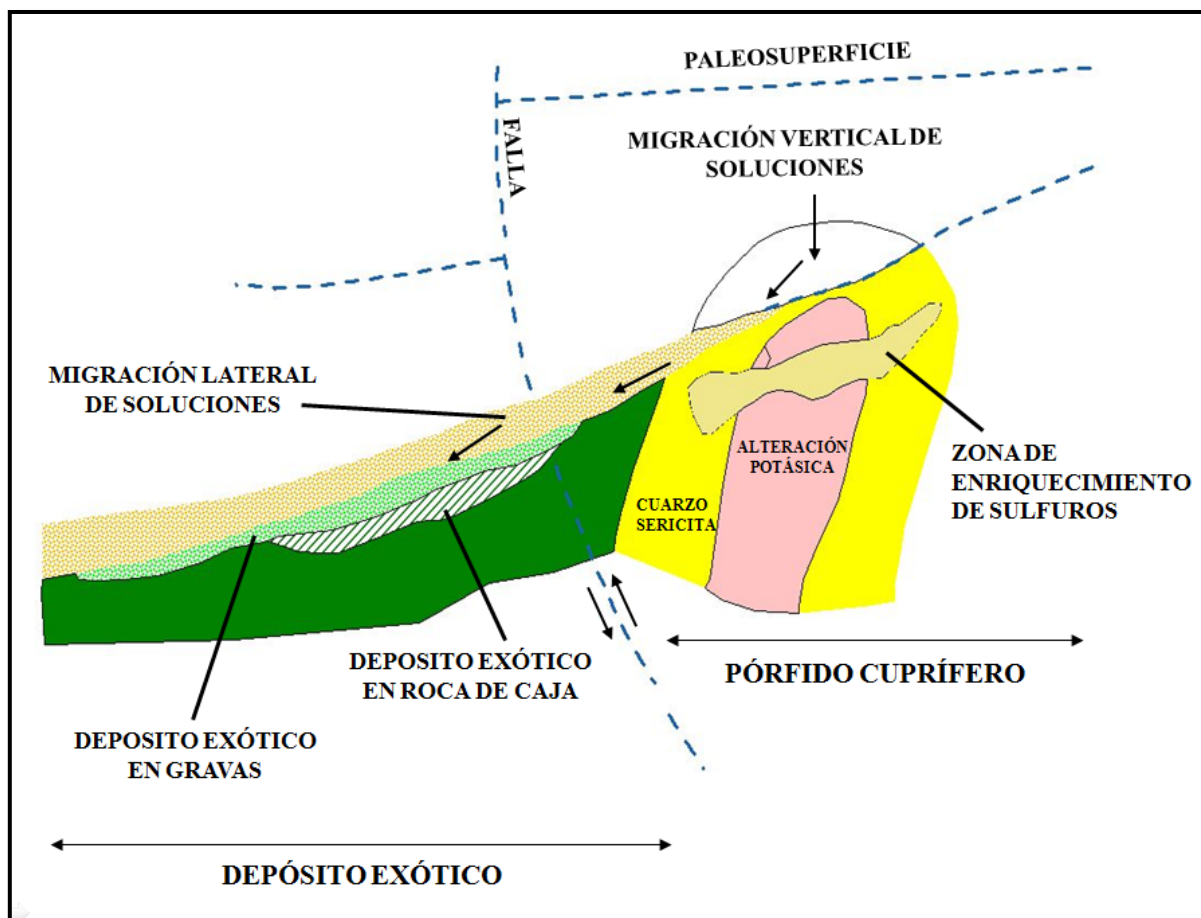 PALEOSUPERFICIE
FALLA
MIGRACIÓN VERTICAL DE
SOLUCIONES
MIGRACIÓN LATERAL
DE SOLUCIONES
ALTERACIÓN
POTÁSICA
CUARZO
SERICITA
ZONA DE
ENRIQUECIMIENTO
DE SULFUROS
DEPOSITO EXÓTICO
EN ROCA DE CAJA
PÓRFIDO CUPRÍFERO
DEPOSITO EXÓTICO
EN GRAVAS
DEPÓSITO EXÓTICO